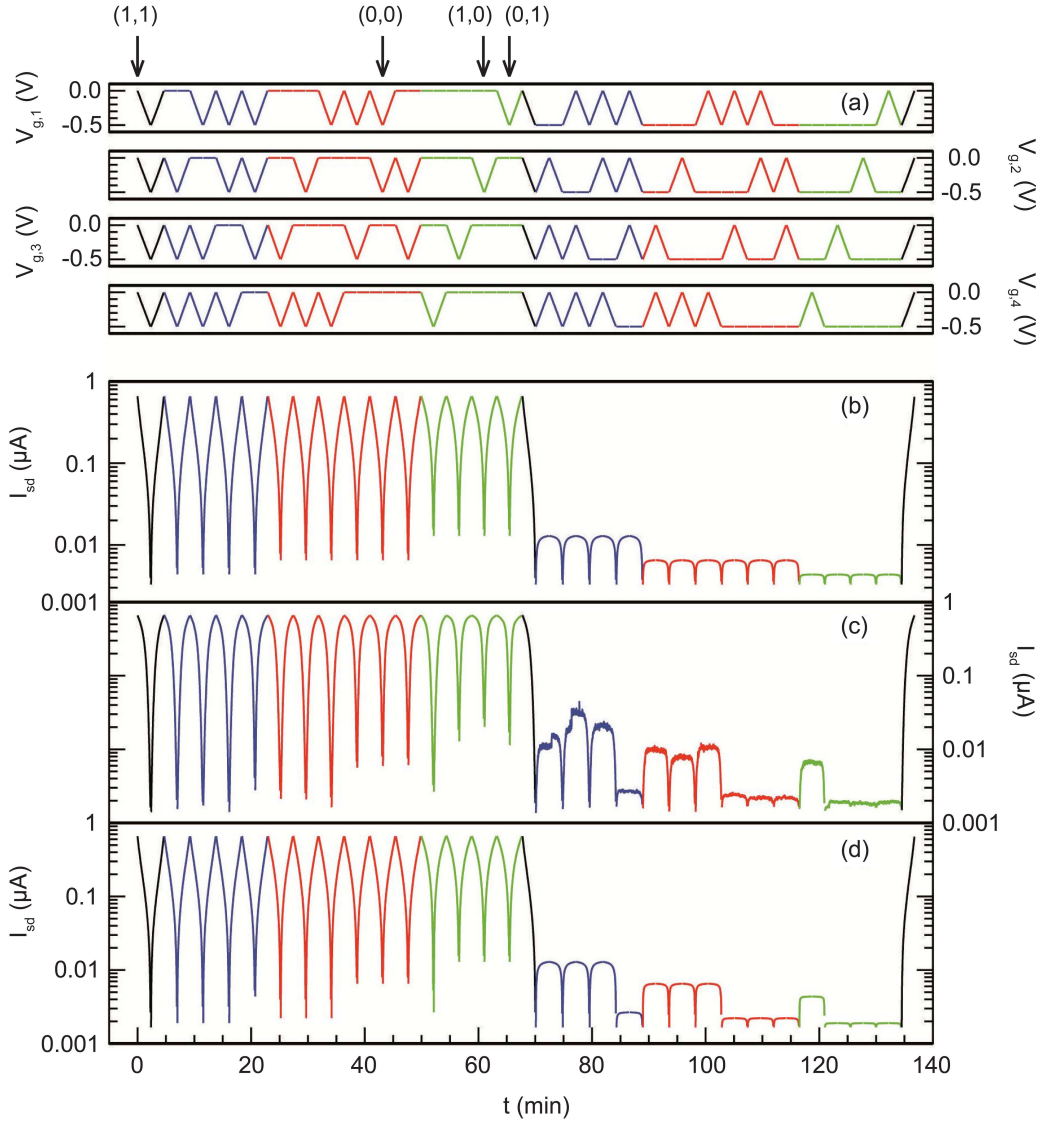 (1,1) (0,0) (1,0) (0,1)
V_g,1 (V) 0.0 -0.5 (a)
V_g,2 (V) 0.0 -0.5
V_g,3 (V) 0.0 -0.5
V_g,4 (V) 0.0 -0.5
I_sd (µA) 1 0.1 0.01 0.001 (b)
I_sd (µA) 1 0.1 0.01 0.001 (c)
I_sd (µA) 1 0.1 0.01 0.001 (d)
0 20 40 60 80 100 120 140
t (min)